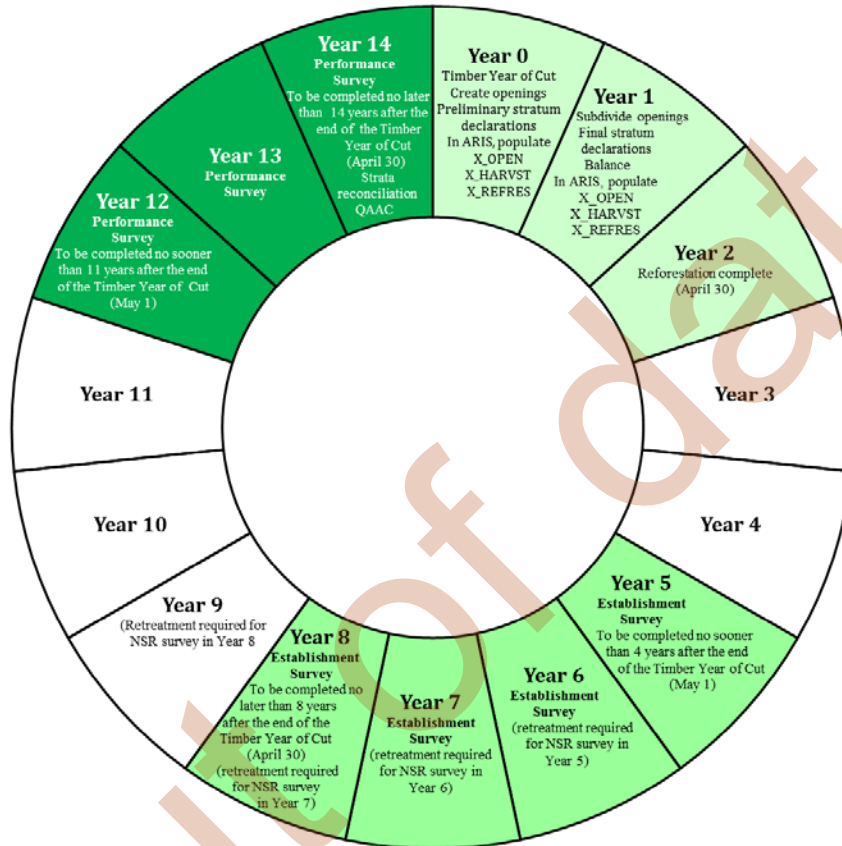 Year 0
Timber Year of Cut
Create openings
Preliminary stratum
declarations
In ARIS, populate
X_OPEN
X_HARVST
X_REFRES
Year 1
Subdivide openings
Final stratum
declarations
Balance
In ARIS, populate
X_OPEN
X_HARVST
X_REFRES
Year 2
Reforestation complete
(April 30)
Year 3
Year 4
Year 5
Establishment
Survey
To be completed no sooner
than 4 years after the end
of the Timber Year of Cut
(May 1)
Year 6
Establishment
Survey
(retreatment required
for NSR survey in
Year 5)
Year 7
Establishment
Survey
(retreatment required
for NSR survey in
Year 6)
Year 8
Establishment
Survey
To be completed no
later than 8 years
after the end of the
Timber Year of Cut
(April 30)
(retreatment required
for NSR survey
in Year 7)
Year 9
(Retreatment required for
NSR survey in Year 8
Year 10
Year 11
Year 12
Performance
Survey
To be completed no sooner
than 11 years after the end
of the Timber Year of Cut
(May 1)
Year 13
Performance
Survey
Year 14
Performance
Survey
To be completed no later
than 14 years after the
end of the Timber Year
of Cut
(April 30)
Strata
reconciliation
QAAC
t of dat